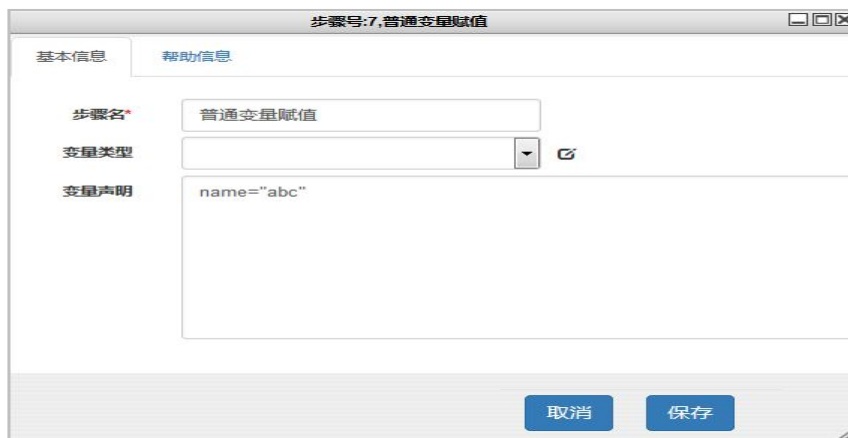 步骤号:7,普通变量赋值
基本信息 帮助信息
步骤名* 普通变量赋值
变量类型
变量声明 name="abc"
取消 保存